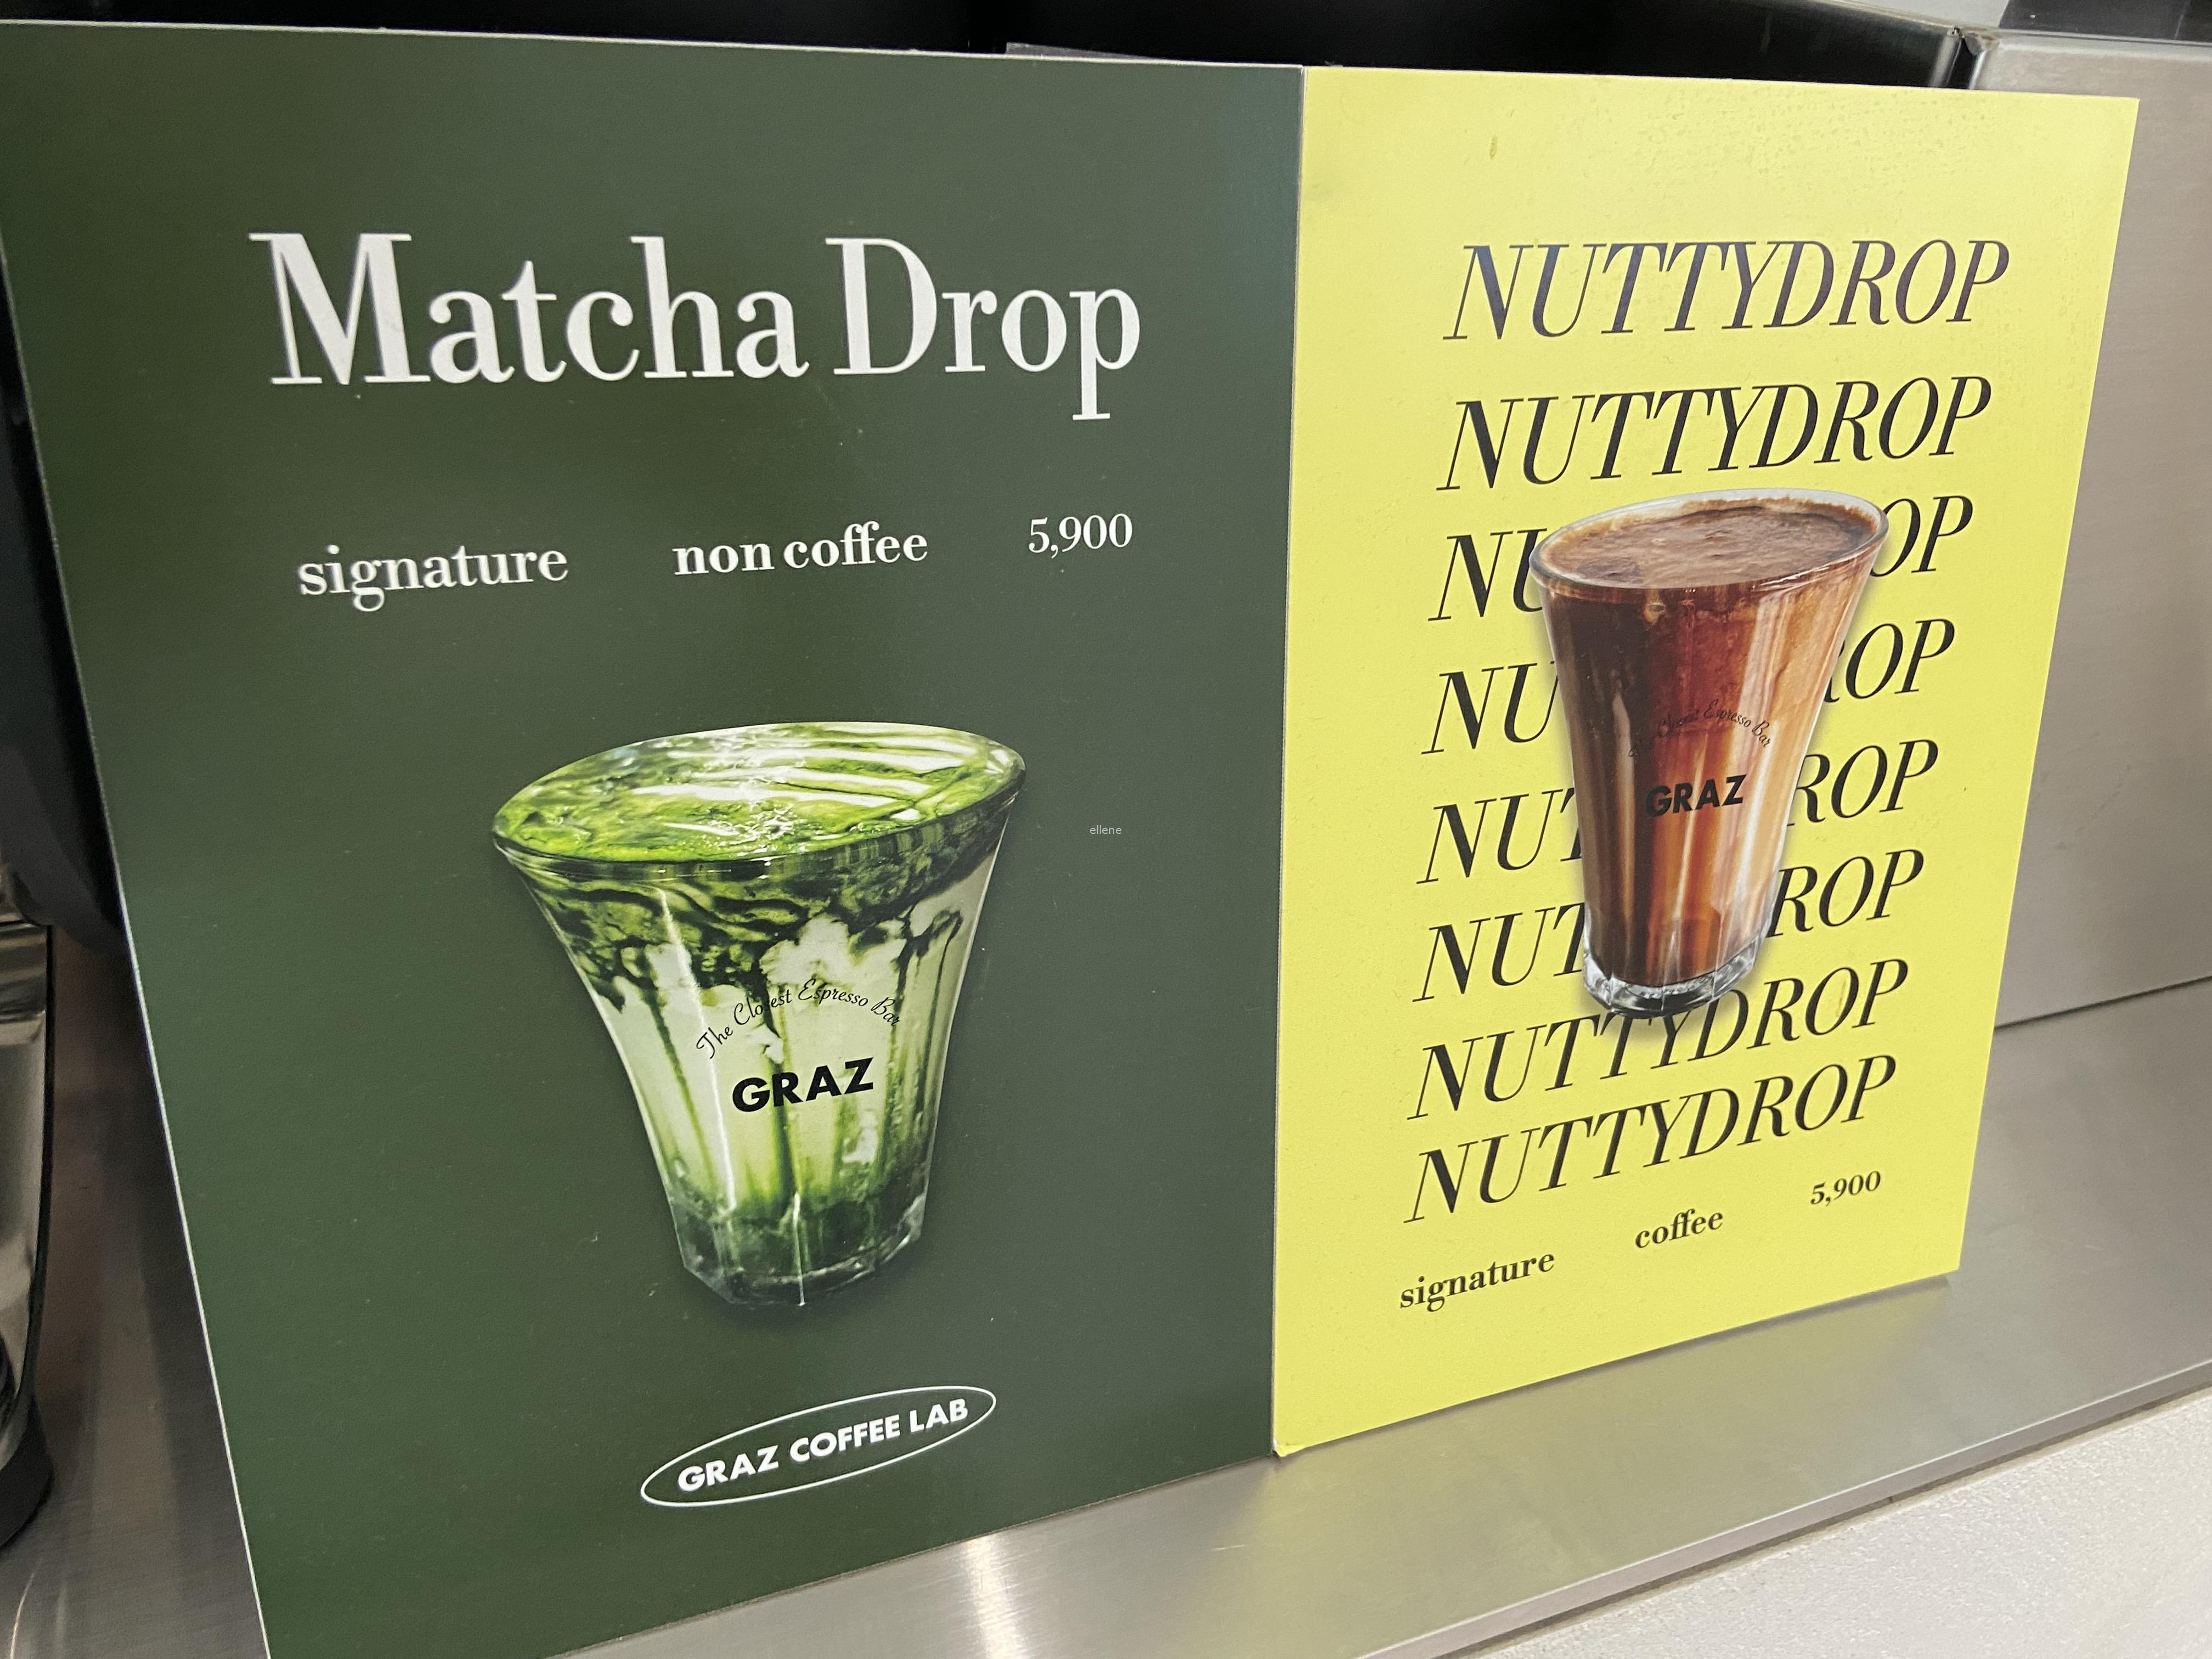 Matcha Drop
signature non coffee 5,900
The Closest Espresso Bar
GRAZ
GRAZ COFFEE LAB
ellene
NUTTYDROP
NUTTYDROP
NU OP
NU ROP
NUT ROP
NUT ROP
NUTTYDROP
NUTTYDROP
Closest Espresso Bar
GRAZ
signature coffee 5,900